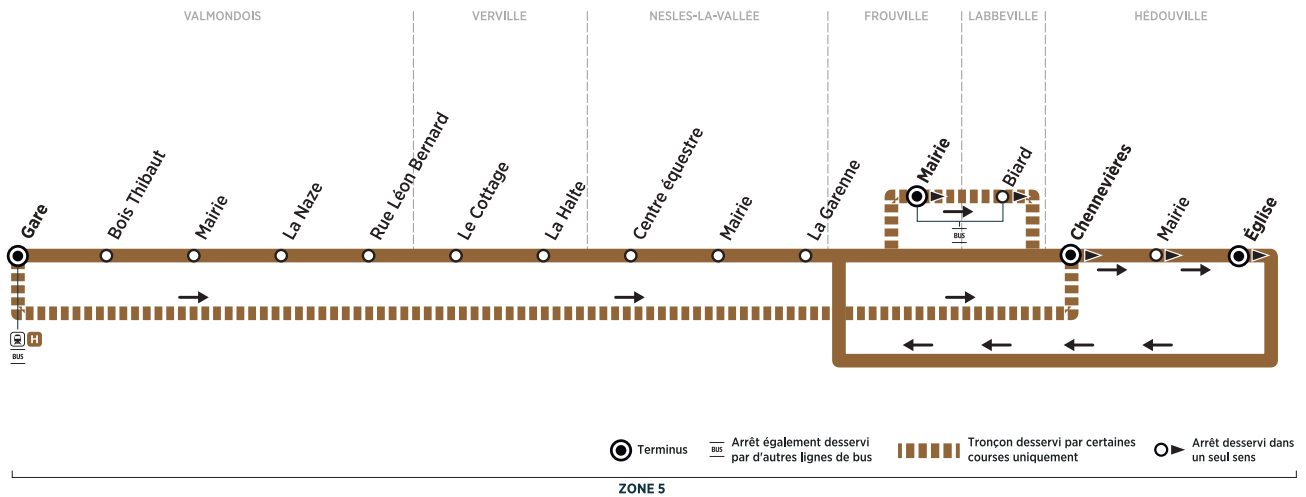 VALMONDOIS
VERVILLE
NESLES-LA-VALLÉE
FROUVILLE
LABBEVILLE
HÉDOUVILLE
Gare
Bois Thibaut
Mairie
La Naze
Rue Léon Bernard
Le Cottage
La Halte
Centre équestre
Mairie
La Garenne
Mairie
Biard
Chennevières
Mairie
Église
BUS
H
BUS
Terminus
BUS
Arrêt également desservi
par d'autres lignes de bus
Tronçon desservi par certaines
courses uniquement
Arrêt desservi dans
un seul sens
ZONE 5